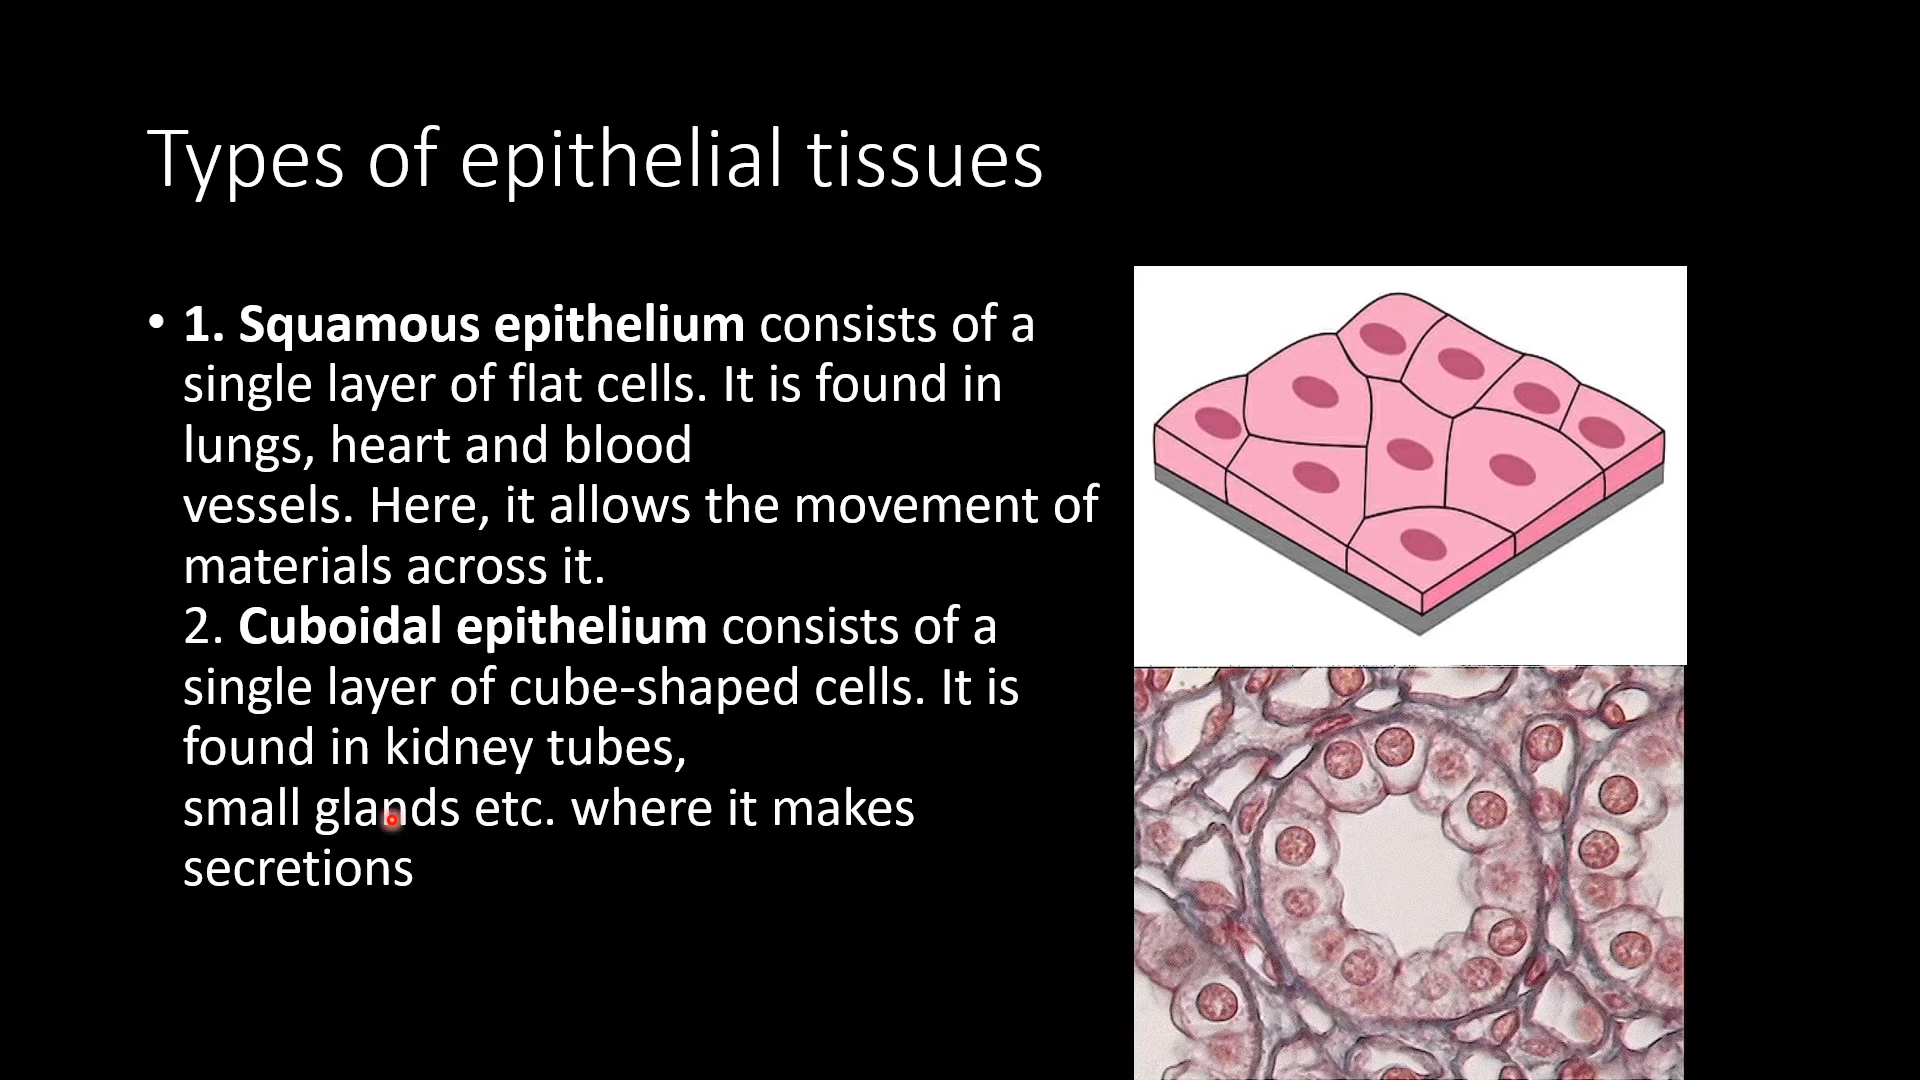 Types of epithelial tissues
• 1. Squamous epithelium consists of a
single layer of flat cells. It is found in
lungs, heart and blood
vessels. Here, it allows the movement of
materials across it.
2. Cuboidal epithelium consists of a
single layer of cube-shaped cells. It is
found in kidney tubes,
small glands etc. where it makes
secretions